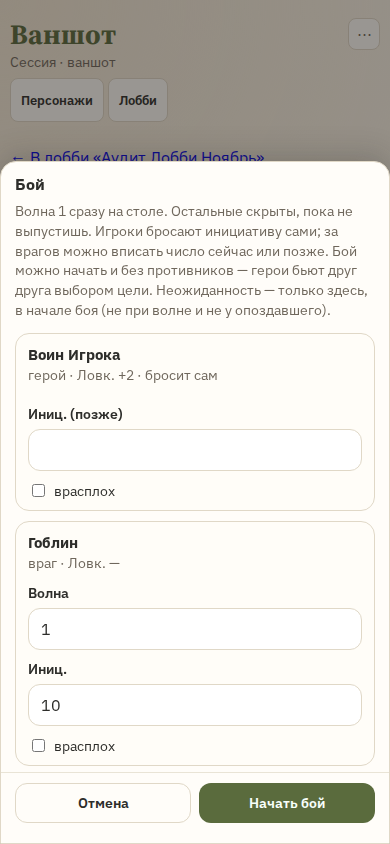 Ваншот
...
Сессия · ваншот
Персонажи
Лобби
← В лобби «Аудит Лобби Ноябрь»
Бой
Волна 1 сразу на столе. Остальные скрыты, пока не
выпустишь. Игроки бросают инициативу сами; за
врагов можно вписать число сейчас или позже. Бой
можно начать и без противников — герои бьют друг
друга выбором цели. Неожиданность — только здесь,
в начале боя (не при волне и не у опоздавшего).
Воин Игрока
герой · Ловк. +2 · бросит сам
Иниц. (позже)
врасплох
Гоблин
враг · Ловк. —
Волна
1
Иниц.
10
врасплох
Отмена
Начать бой